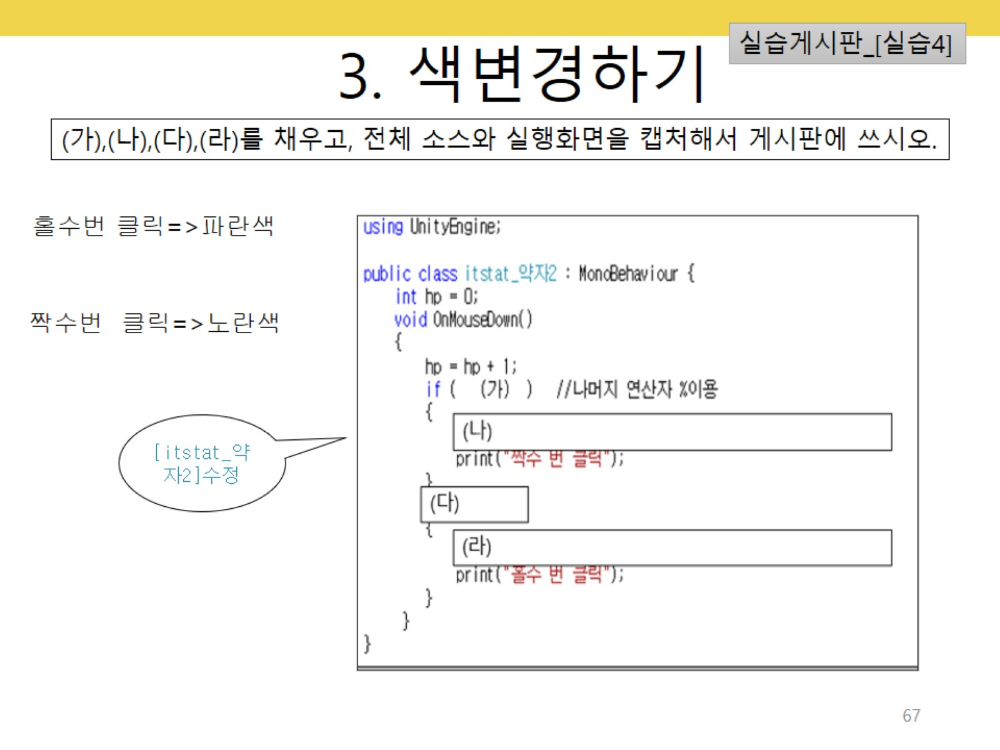 실습게시판_[실습4]
3. 색변경하기
(가),(나),(다),(라)를 채우고, 전체 소스와 실행화면을 캡처해서 게시판에 쓰시오.
홀수번 클릭=>파란색
짝수번 클릭=>노란색
[itstat_약
자2]수정
using UnityEngine;
public class itstat_약자2 : MonoBehaviour {
int hp = 0;
void OnMouseDown()
{
hp = hp + 1;
if ( (가) ) //나머지 연산자 %이용
{
(나)
print("짝수 번 클릭");
}
(다)
{
(라)
print("홀수 번 클릭");
}
}
}
67